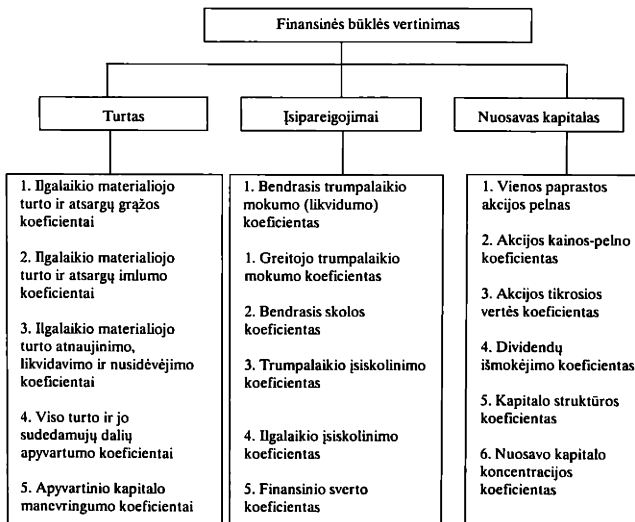 Finansinės būklės vertinimas
Turtas
Įsipareigojimai
Nuosavas kapitalas
1. Ilgalaikio materialiojo
turto ir atsargų grąžos
koeficientai
2. Ilgalaikio materialiojo
turto ir atsargų imlumo
koeficientai
3. Ilgalaikio materialiojo
turto atnaujinimo,
likvidavimo ir nusidėvėjimo
koeficientai
4. Viso turto ir jo
sudedamųjų dalių
apyvartumo koeficientai
5. Apyvartinio kapitalo
manevringumo koeficientai
1. Bendrasis trumpalaikio
mokumo (likvidumo)
koeficientas
1. Greitojo trumpalaikio
mokumo koeficientas
2. Bendrasis skolos
koeficientas
3. Trumpalaikio įsiskolinimo
koeficientas
4. Ilgalaikio įsiskolinimo
koeficientas
5. Finansinio sverto
koeficientas
1. Vienos paprastos
akcijos pelnas
2. Akcijos kainos-pelno
koeficientas
3. Akcijos tikrosios
vertės koeficientas
4. Dividendų
išmokėjimo koeficientas
5. Kapitalo struktūros
koeficientas
6. Nuosavo kapitalo
koncentracijos
koeficientas